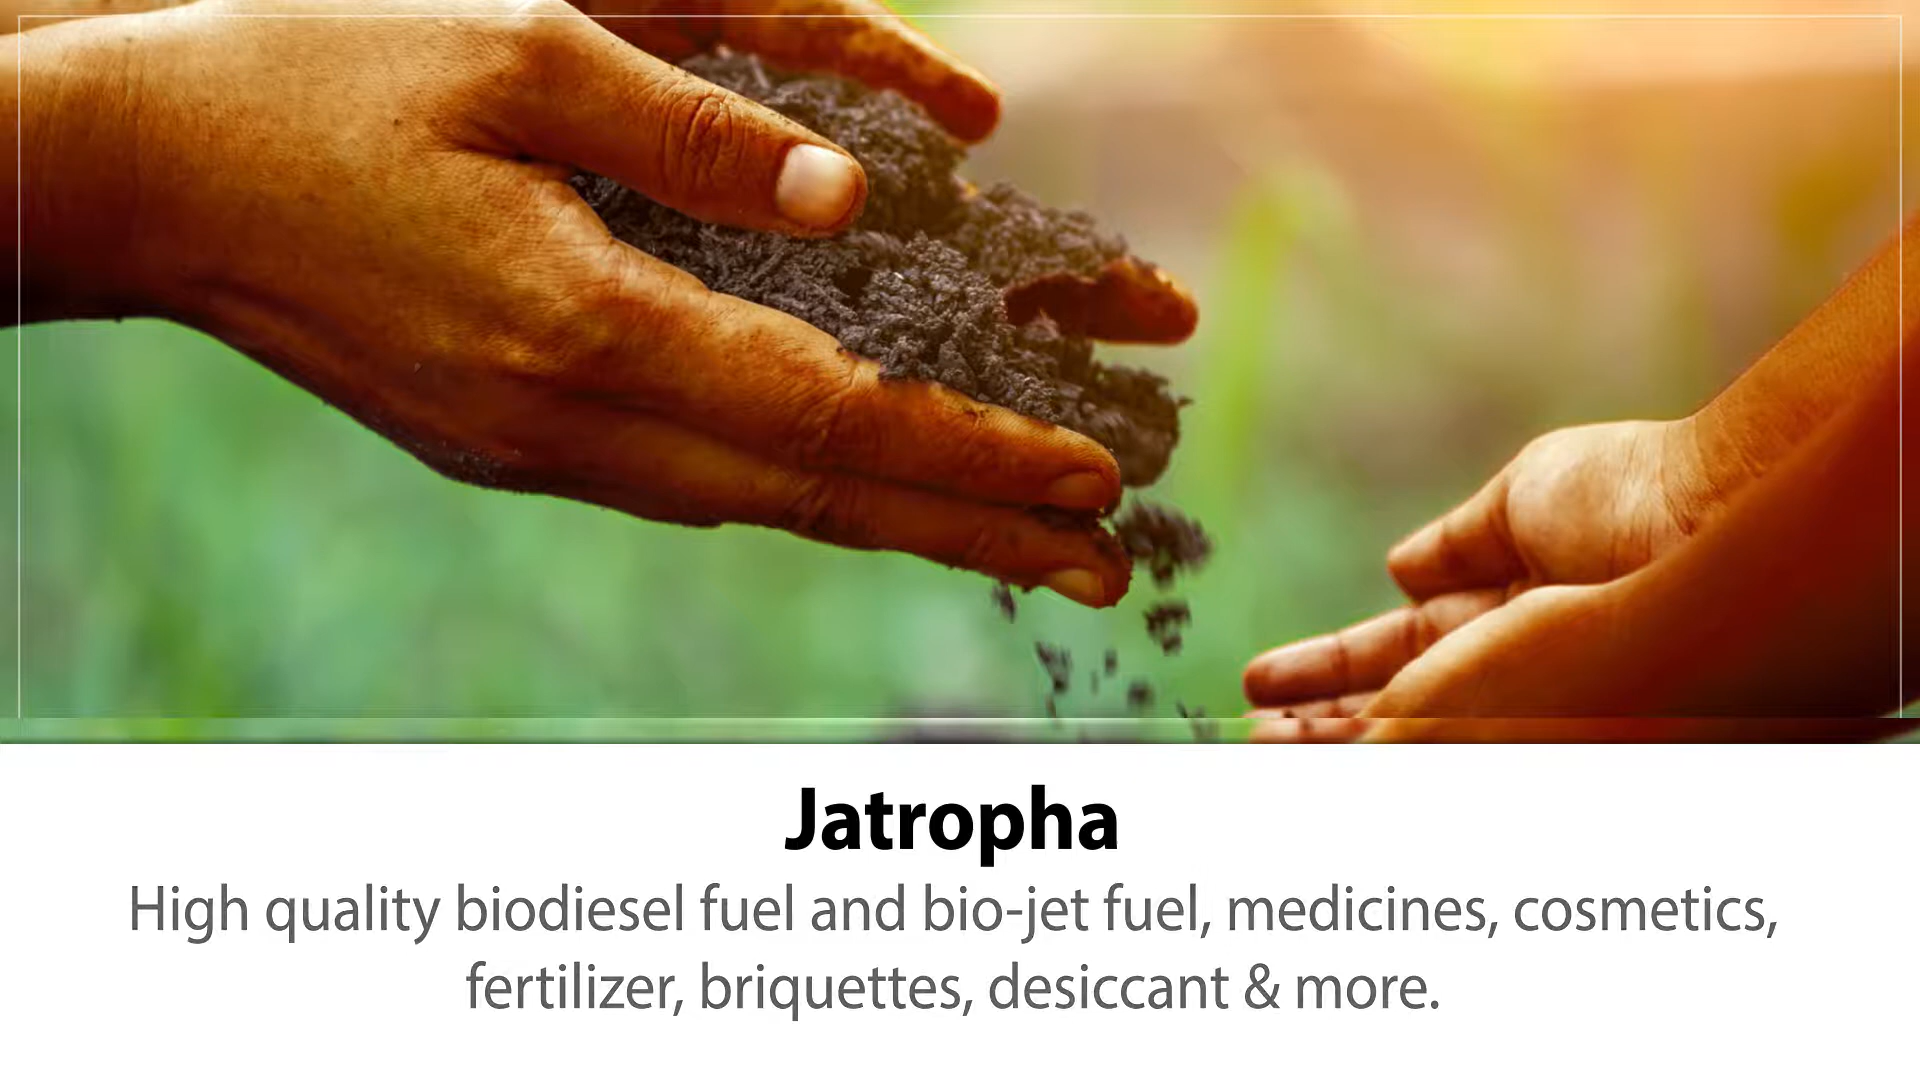 Jatropha
High quality biodiesel fuel and bio-jet fuel, medicines, cosmetics,
fertilizer, briquettes, desiccant & more.